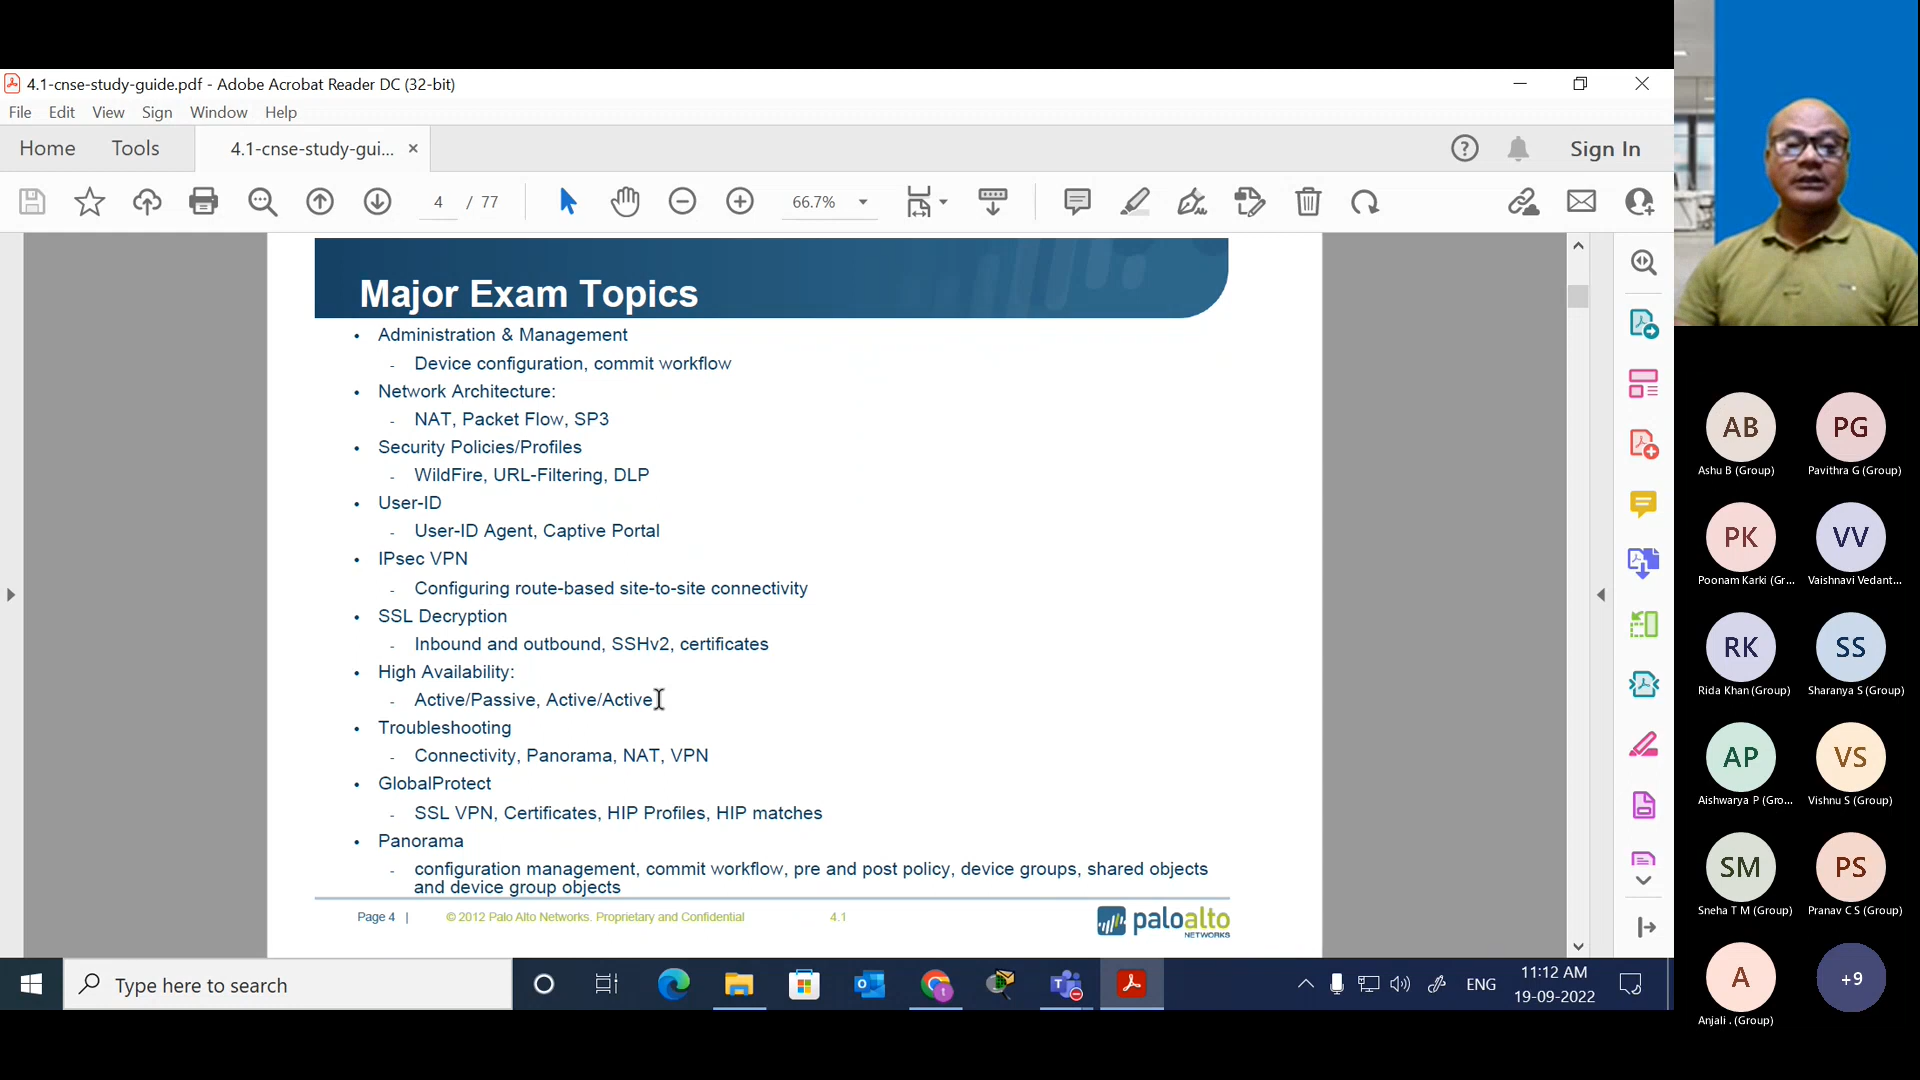 4.1-cnse-study-guide.pdf - Adobe Acrobat Reader DC (32-bit)
File Edit View Sign Window Help
Home Tools 4.1-cnse-study-gui... × Sign In
4 / 77 66.7%
Major Exam Topics
• Administration & Management
- Device configuration, commit workflow
• Network Architecture:
- NAT, Packet Flow, SP3
• Security Policies/Profiles
- WildFire, URL-Filtering, DLP
• User-ID
- User-ID Agent, Captive Portal
• IPsec VPN
- Configuring route-based site-to-site connectivity
• SSL Decryption
- Inbound and outbound, SSHv2, certificates
• High Availability:
- Active/Passive, Active/Active
• Troubleshooting
- Connectivity, Panorama, NAT, VPN
• GlobalProtect
- SSL VPN, Certificates, HIP Profiles, HIP matches
• Panorama
- configuration management, commit workflow, pre and post policy, device groups, shared objects
and device group objects
Page 4 | © 2012 Palo Alto Networks. Proprietary and Confidential 4.1
paloalto
NETWORKS
Type here to search
ENG
11:12 AM
19-09-2022
AB PG
Ashu B (Group) Pavithra G (Group)
PK VV
Poonam Karki (Gr... Vaishnavi Vedant...
RK SS
Rida Khan (Group) Sharanya S (Group)
AP VS
Aishwarya P (Gro... Vishnu S (Group)
SM PS
Sneha T M (Group) Pranav C S (Group)
A +9
Anjali . (Group)